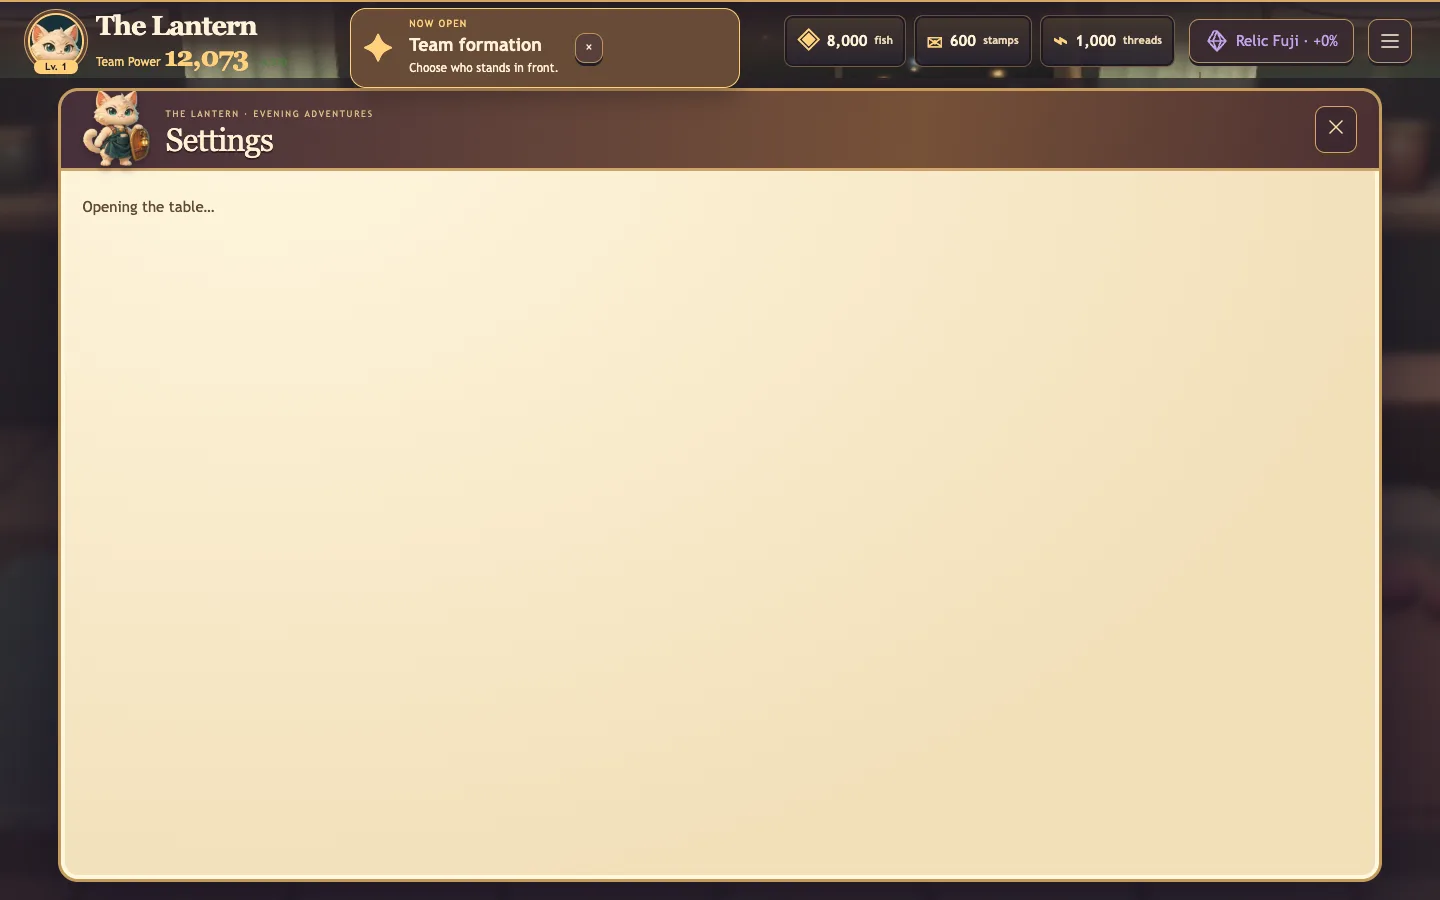 The Lantern
Team Power 12,073
Lv. 1
NOW OPEN
Team formation
Choose who stands in front.
×
8,000 fish
600 stamps
1,000 threads
Relic Fuji · +0%
THE LANTERN · EVENING ADVENTURES
Settings
Opening the table…